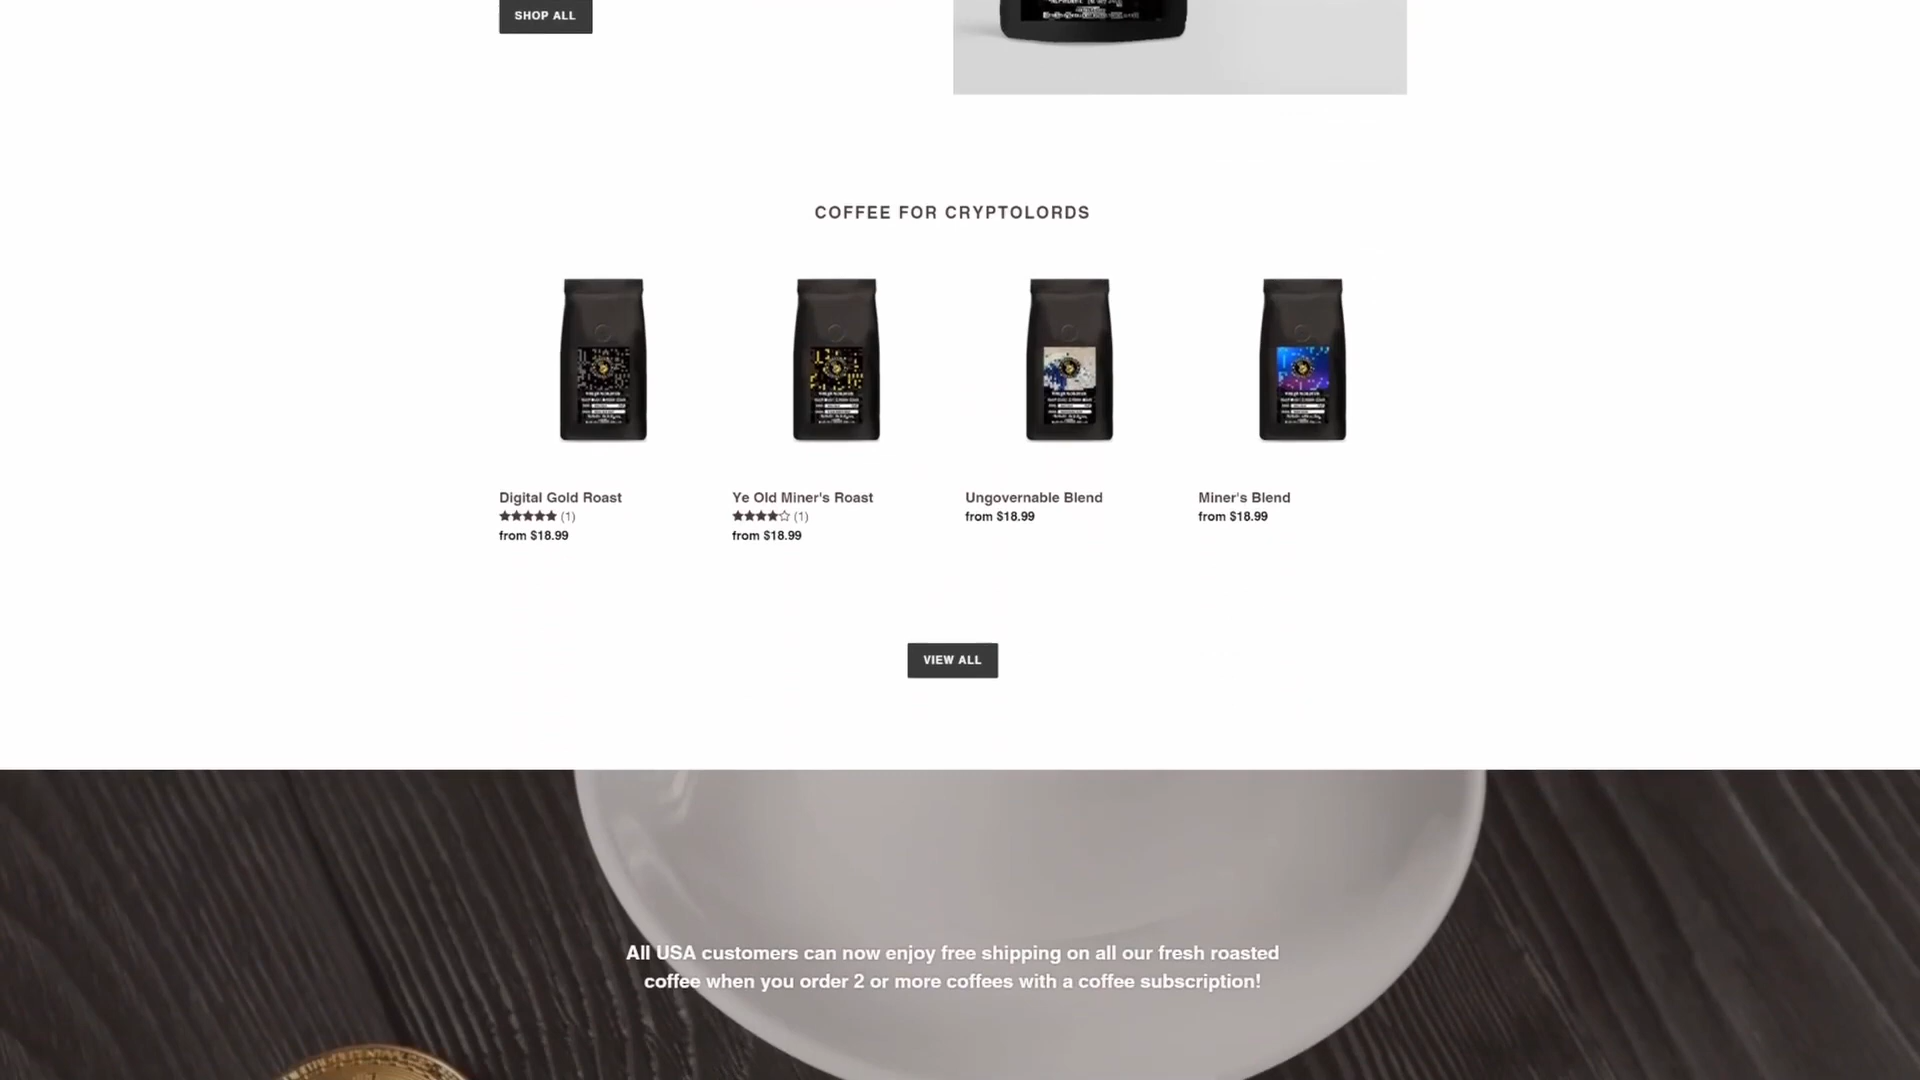 SHOP ALL
COFFEE FOR CRYPTOLORDS
Digital Gold Roast
(1)
from $18.99
Ye Old Miner's Roast
(1)
from $18.99
Ungovernable Blend
from $18.99
Miner's Blend
from $18.99
VIEW ALL
All USA customers can now enjoy free shipping on all our fresh roasted
coffee when you order 2 or more coffees with a coffee subscription!